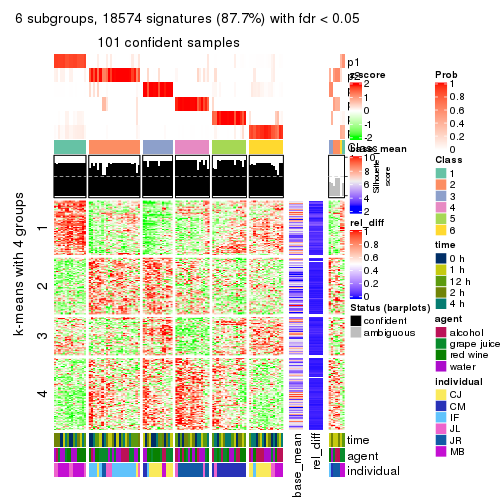 6 subgroups, 18574 signatures (87.7%) with fdr < 0.05
101 confident samples
k-means with 4 groups
1
2
3
4
p1
p2
Class
Silhouette score
time
agent
individual
base_mean
rel_diff
z-score
2
1
0
-1
-2
base_mean
10
8
6
4
2
rel_diff
1
0.8
0.6
0.4
0.2
0
Status (barplots)
confident
ambiguous
Prob
1
0.8
0.6
0.4
0.2
0
Class
1
2
3
4
5
6
time
0 h
1 h
12 h
2 h
4 h
agent
alcohol
grape juice
red wine
water
individual
CJ
CM
IF
JL
JR
MB